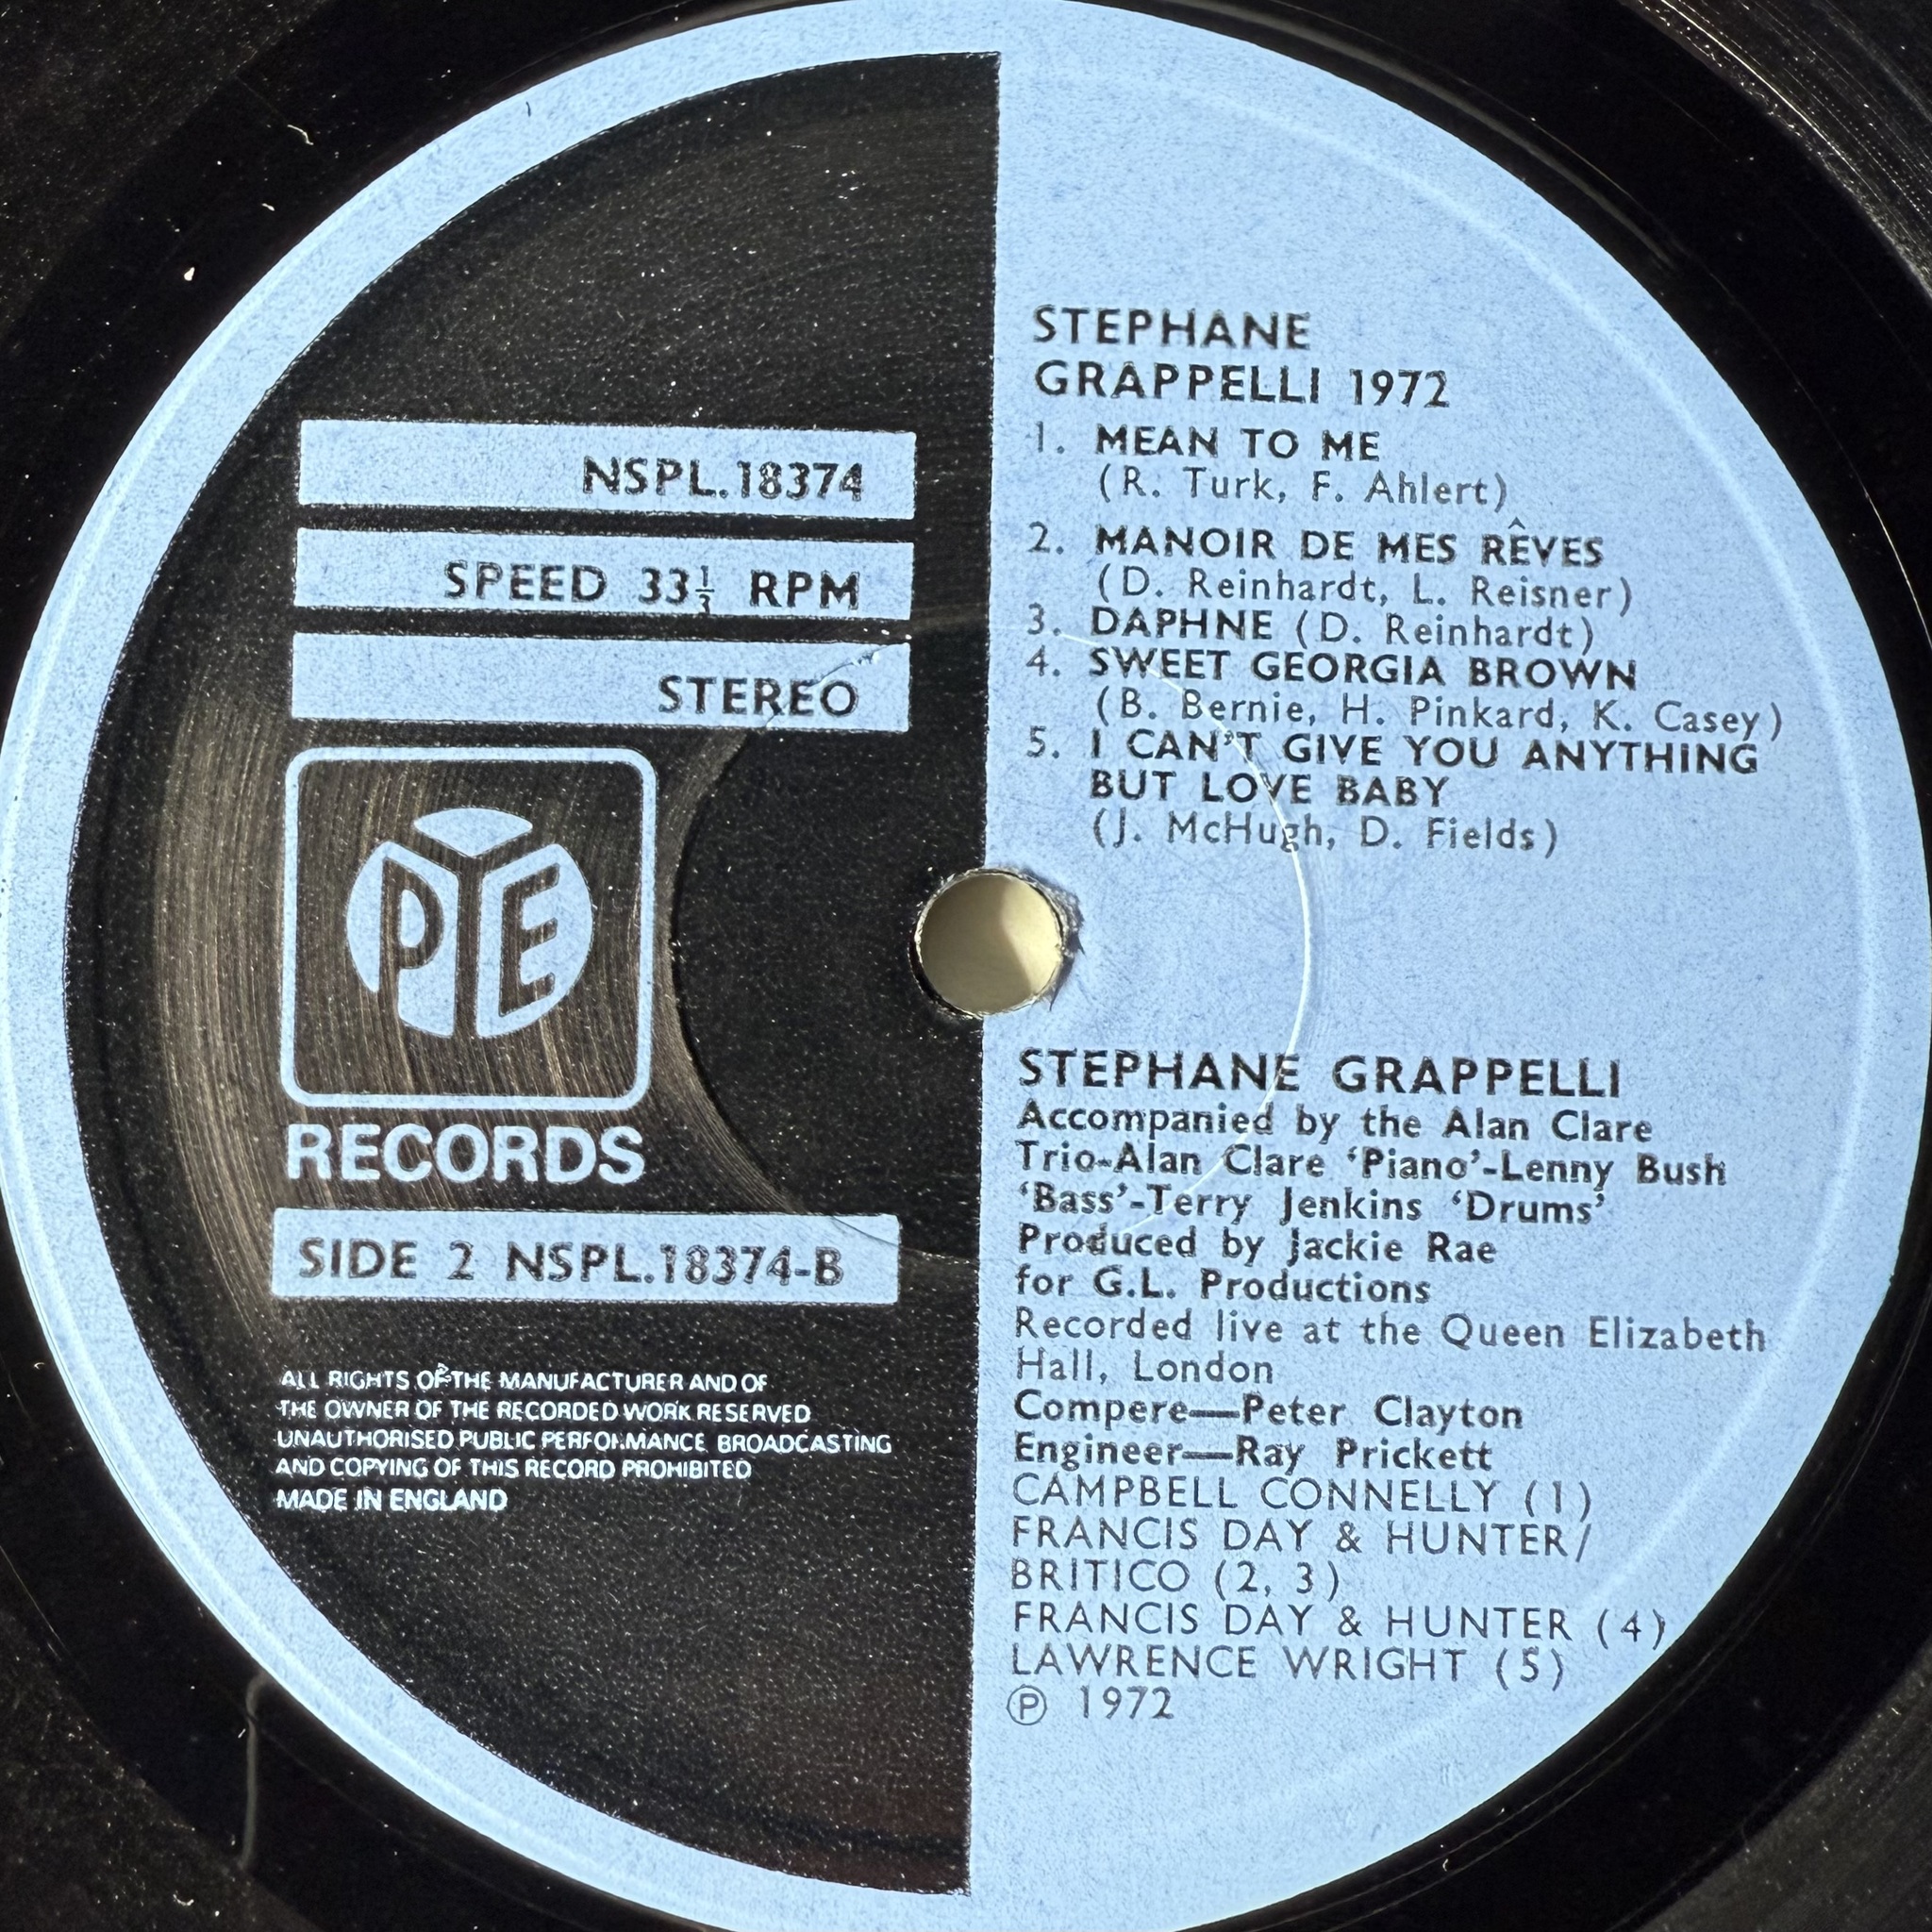 NSPL.18374
SPEED 33⅓ RPM
STEREO
PYE
RECORDS
SIDE 2 NSPL.18374-B
ALL RIGHTS OF THE MANUFACTURER AND OF
THE OWNER OF THE RECORDED WORK RESERVED
UNAUTHORISED PUBLIC PERFORMANCE BROADCASTING
AND COPYING OF THIS RECORD PROHIBITED
MADE IN ENGLAND
STEPHANE
GRAPPELLI 1972
1. MEAN TO ME
(R. Turk, F. Ahlert)
2. MANOIR DE MES RÊVES
(D. Reinhardt, L. Reisner)
3. DAPHNE (D. Reinhardt)
4. SWEET GEORGIA BROWN
(B. Bernie, H. Pinkard, K. Casey)
5. I CAN'T GIVE YOU ANYTHING
BUT LOVE BABY
(J. McHugh, D. Fields)
STEPHANE GRAPPELLI
Accompanied by the Alan Clare
Trio-Alan Clare ‘Piano’-Lenny Bush
‘Bass’-Terry Jenkins ‘Drums’
Produced by Jackie Rae
for G.L. Productions
Recorded live at the Queen Elizabeth
Hall, London
Compere—Peter Clayton
Engineer—Ray Prickett
CAMPBELL CONNELLY (1)
FRANCIS DAY & HUNTER/
BRITICO (2, 3)
FRANCIS DAY & HUNTER (4)
LAWRENCE WRIGHT (5)
Ⓟ 1972